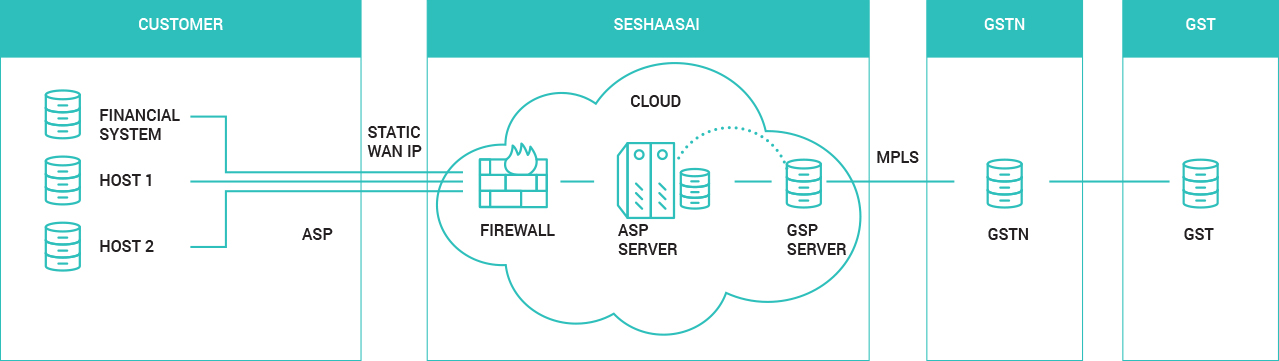 CUSTOMER
SESHAASAI
GSTN
GST
FINANCIAL
SYSTEM
HOST 1
HOST 2
ASP
STATIC
WAN IP
CLOUD
FIREWALL
ASP
SERVER
GSP
SERVER
MPLS
GSTN
GST